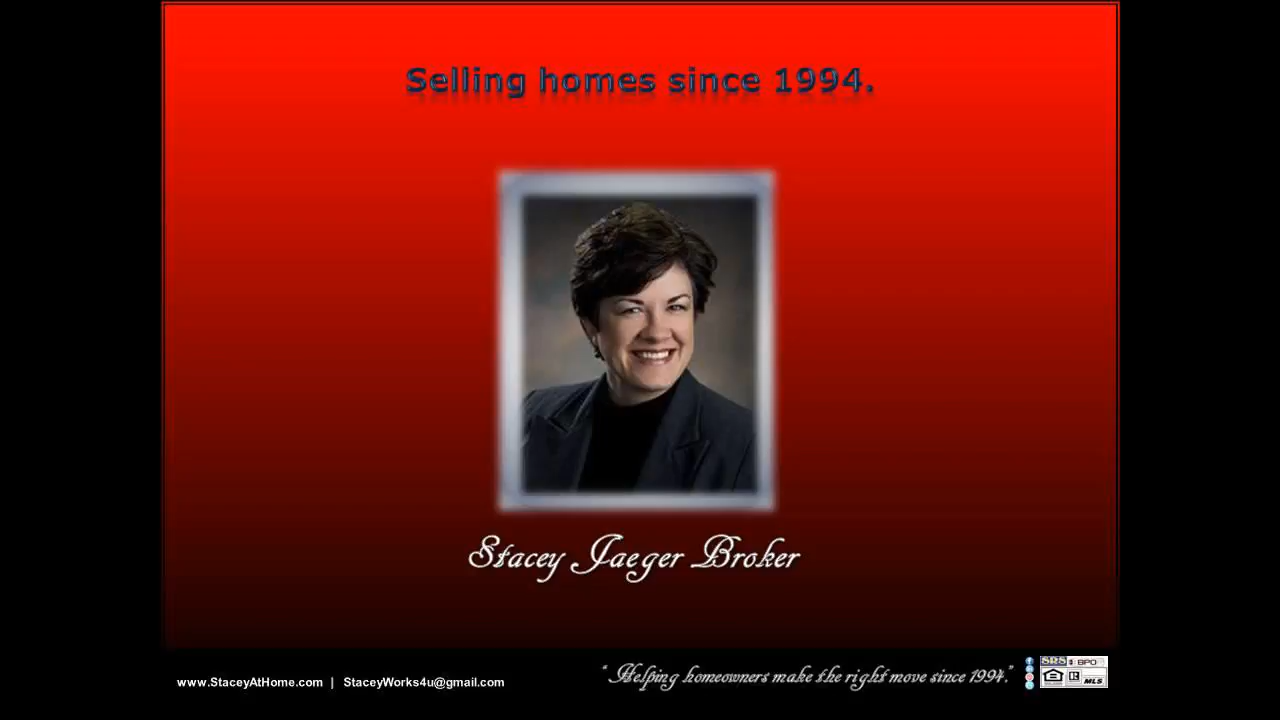 Selling homes since 1994.
Stacey Jaeger Broker
www.StaceyAtHome.com | StaceyWorks4u@gmail.com
“Helping homeowners make the right move since 1994.”
SRS BPO
R MLS